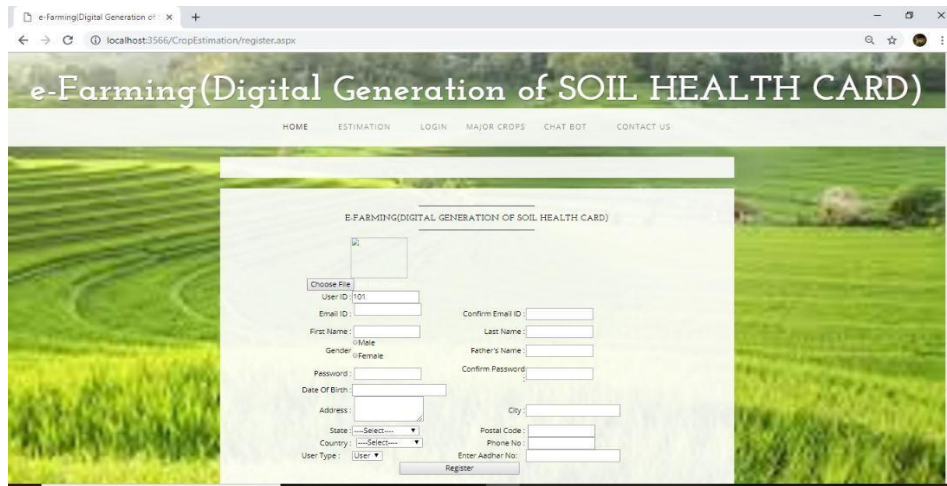 e-Farming(Digital Generation of S
localhost:3566/CropEstimation/register.aspx
e-Farming(Digital Generation of SOIL HEALTH CARD)
HOME ESTIMATION LOGIN MAJOR CROPS CHAT BOT CONTACT US
E-FARMING(DIGITAL GENERATION OF SOIL HEALTH CARD)
Choose File
User ID : 101
Email ID : Confirm Email ID :
First Name : Last Name :
Gender Male Father's Name :
Female
Password : Confirm Password :
Date Of Birth :
Address : City :
State : ----Select---- Postal Code :
Country : ----Select---- Phone No :
User Type : User Enter Aadhar No:
Register